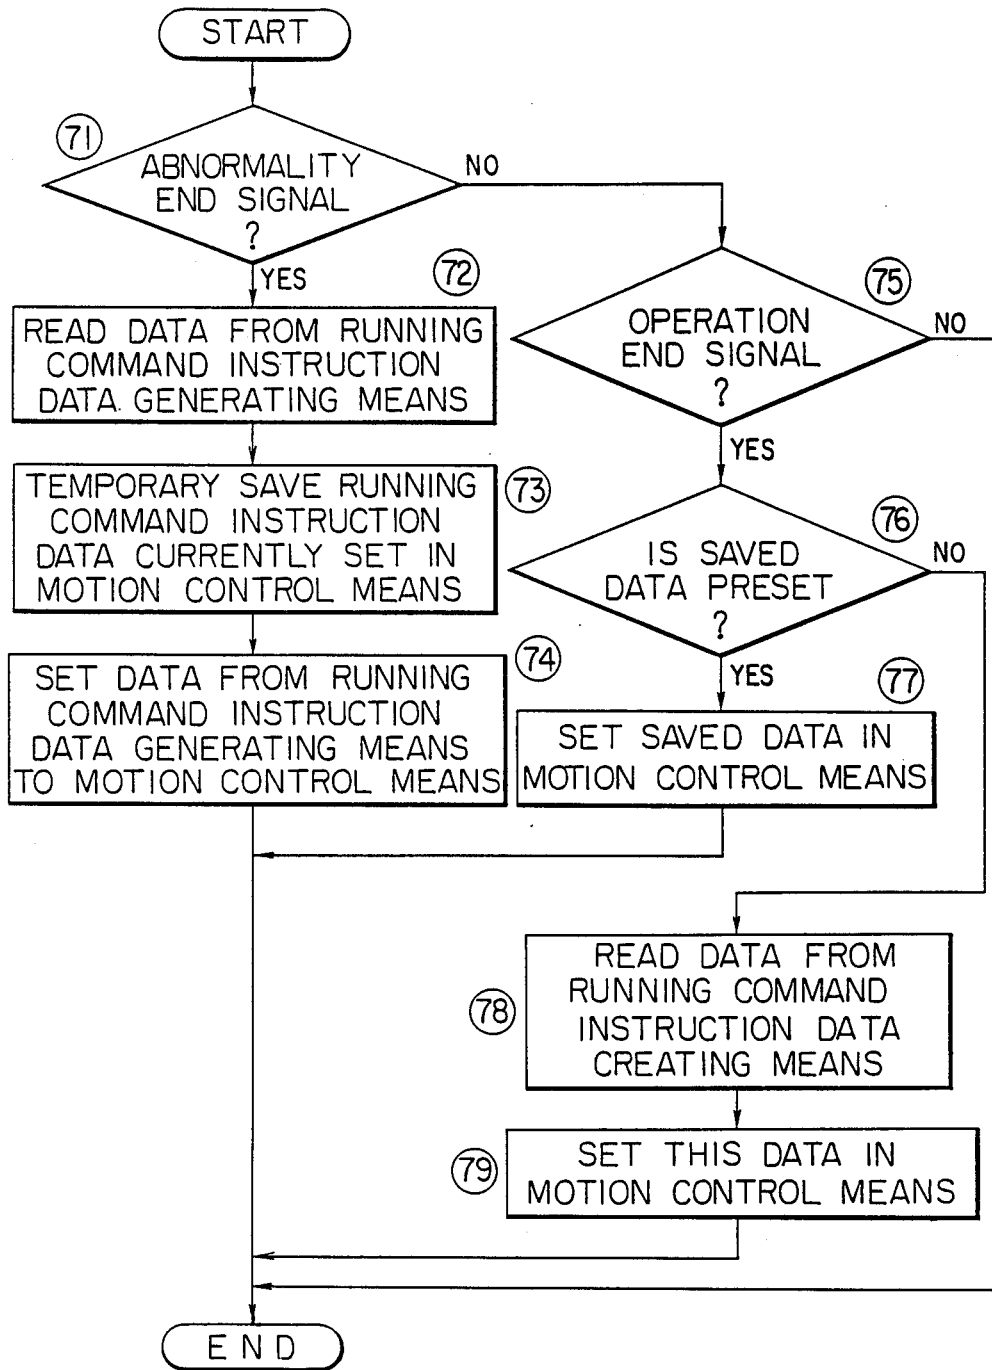 START
71
ABNORMALITY
END SIGNAL
?
NO
YES
72
READ DATA FROM RUNNING
COMMAND INSTRUCTION
DATA GENERATING MEANS
73
TEMPORARY SAVE RUNNING
COMMAND INSTRUCTION
DATA CURRENTLY SET IN
MOTION CONTROL MEANS
74
SET DATA FROM RUNNING
COMMAND INSTRUCTION
DATA GENERATING MEANS
TO MOTION CONTROL MEANS
75
OPERATION
END SIGNAL
?
NO
YES
76
IS SAVED
DATA PRESET
?
NO
YES
77
SET SAVED DATA IN
MOTION CONTROL MEANS
78
READ DATA FROM
RUNNING COMMAND
INSTRUCTION DATA
CREATING MEANS
79
SET THIS DATA IN
MOTION CONTROL MEANS
END